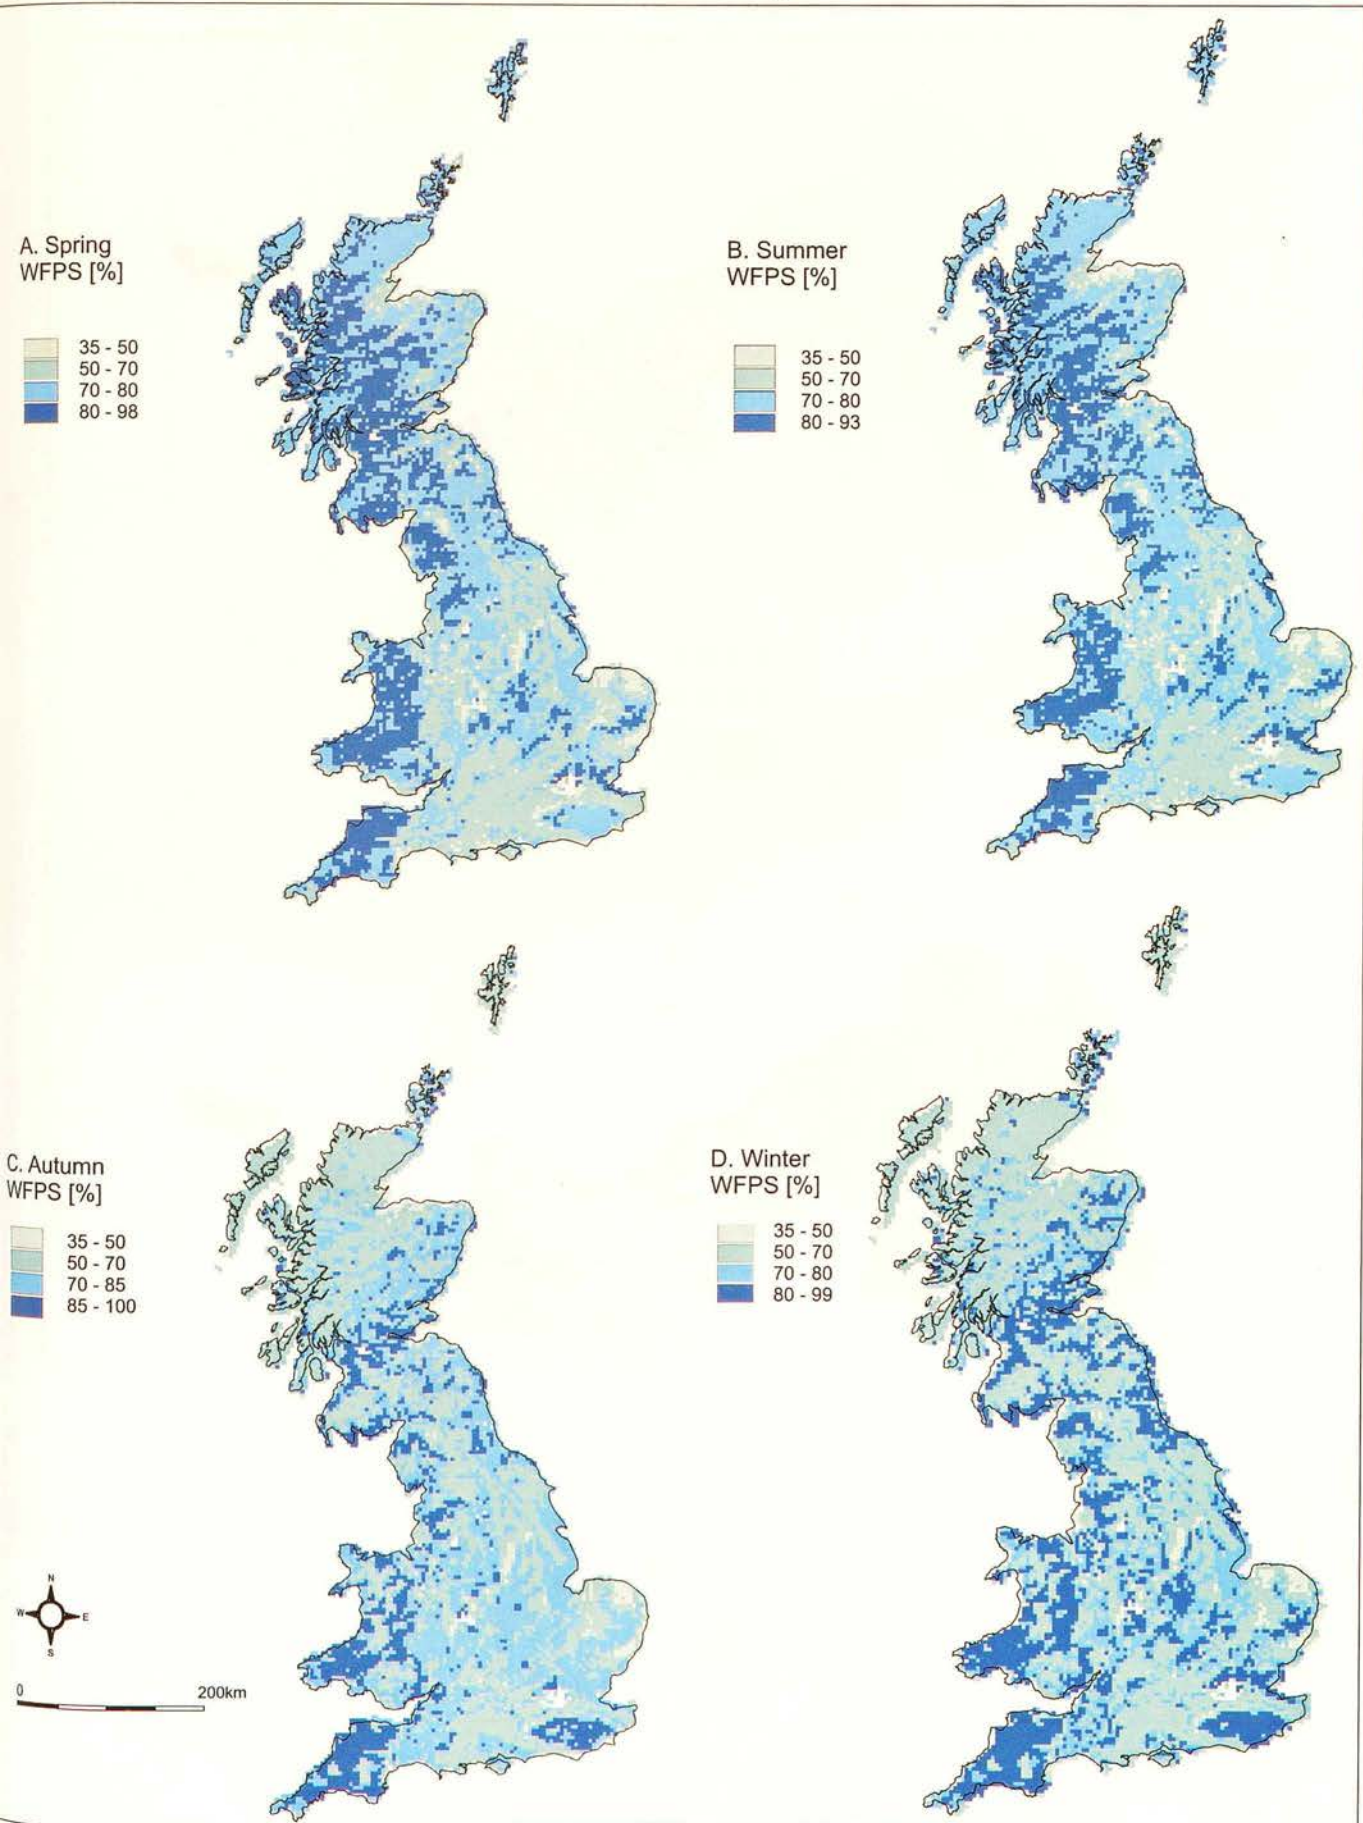 A. Spring
WFPS [%]
35 - 50
50 - 70
70 - 80
80 - 98
B. Summer
WFPS [%]
35 - 50
50 - 70
70 - 80
80 - 93
C. Autumn
WFPS [%]
35 - 50
50 - 70
70 - 85
85 - 100
D. Winter
WFPS [%]
35 - 50
50 - 70
70 - 80
80 - 99
N
W E
S
0 200km